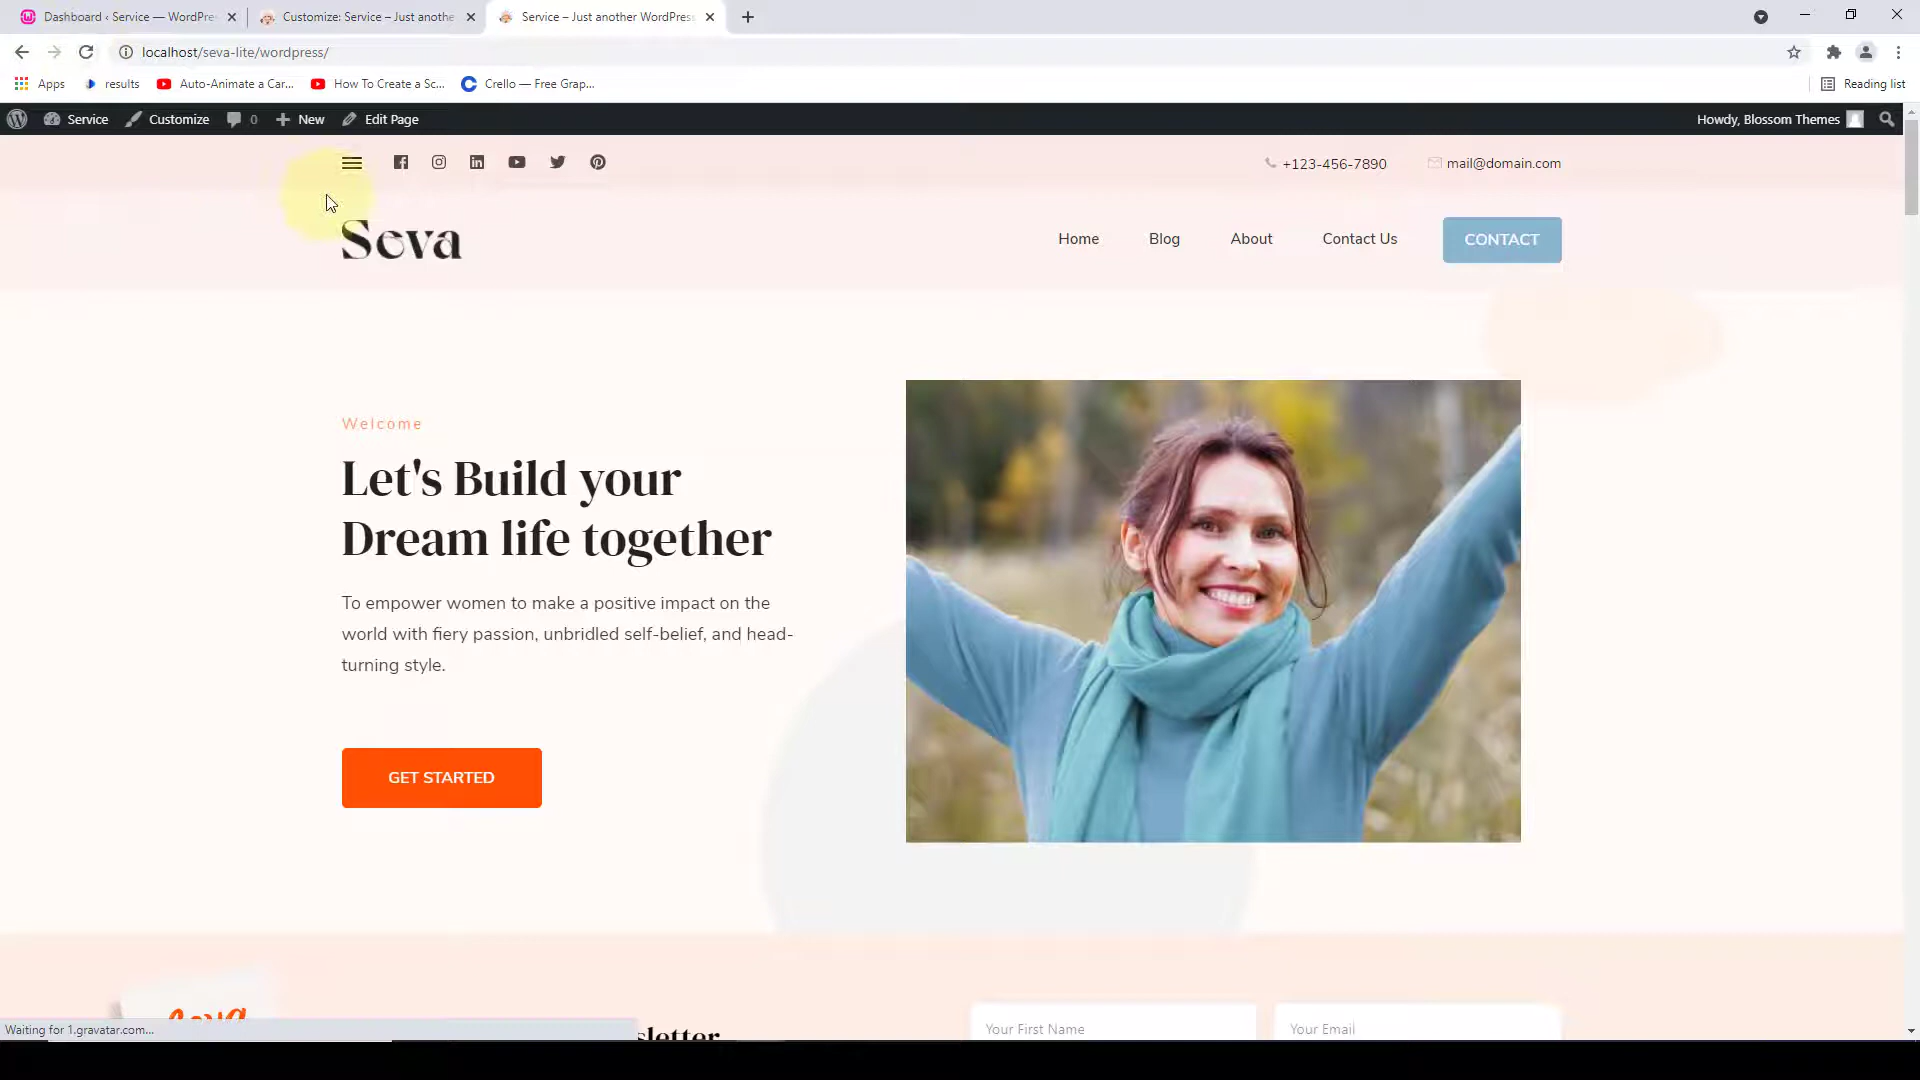 Dashboard ‹ Service — WordPre
Customize: Service – Just anothe
Service – Just another WordPress
localhost/seva-lite/wordpress/
Apps
results
Auto-Animate a Car...
How To Create a Sc...
Crello — Free Grap...
Reading list
Service
Customize
0
New
Edit Page
Howdy, Blossom Themes
+123-456-7890
mail@domain.com
Seva
Home
Blog
About
Contact Us
CONTACT
Welcome
Let's Build your
Dream life together
To empower women to make a positive impact on the
world with fiery passion, unbridled self-belief, and head-
turning style.
GET STARTED
Your First Name
Your Email
Waiting for 1.gravatar.com...